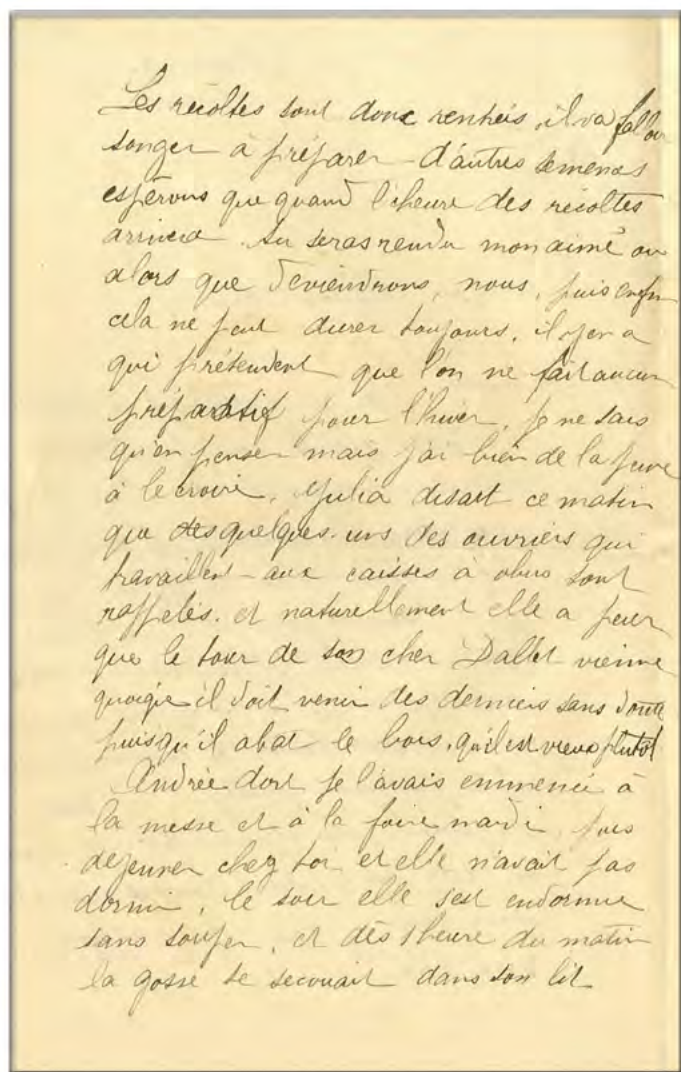 Les récoltes sont donc rentrées, il va falloir
songer à préparer d'autres semences
espérons que quand l'heure des récoltes
arrivera tu seras rendu mon aimé ou
alors que deviendrons, nous, puis enfin
cela ne peut durer toujours, il y en a
qui prétendent que l'on ne fait aucun
préparatif pour l'hiver, je ne sais
qu'en penser mais j'ai bien de la peine
à le croire, Julia disait ce matin
que des quelques-uns des ouvriers qui
travaillent aux caisses à obus sont
rappelés. et naturellement elle a peur
que le tour de son cher Dallet vienne
quoique il doit venir des derniers sans doute
puisqu'il abat le bois, qu'il est vieux plutôt
Andrée dort je l'avais emmenée à
la messe et à la foire mardi, puis
déjeuner chez toi et elle n'avait pas
dormi, le soir elle s'est endormie
sans souper, et dès 1 heure du matin
la gosse se secouait dans son lit